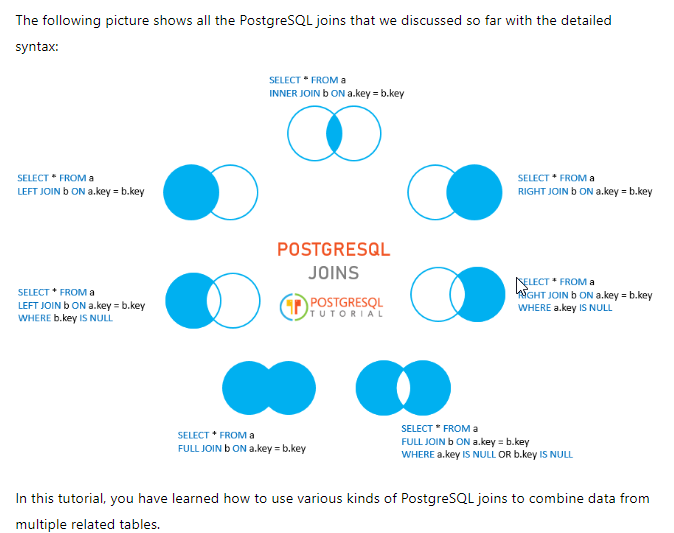 The following picture shows all the PostgreSQL joins that we discussed so far with the detailed
syntax:
SELECT * FROM a
INNER JOIN b ON a.key = b.key
SELECT * FROM a
LEFT JOIN b ON a.key = b.key
SELECT * FROM a
RIGHT JOIN b ON a.key = b.key
POSTGRESQL
JOINS
POSTGRESQL
TUTORIAL
SELECT * FROM a
LEFT JOIN b ON a.key = b.key
WHERE b.key IS NULL
SELECT * FROM a
RIGHT JOIN b ON a.key = b.key
WHERE a.key IS NULL
SELECT * FROM a
FULL JOIN b ON a.key = b.key
SELECT * FROM a
FULL JOIN b ON a.key = b.key
WHERE a.key IS NULL OR b.key IS NULL
In this tutorial, you have learned how to use various kinds of PostgreSQL joins to combine data from
multiple related tables.